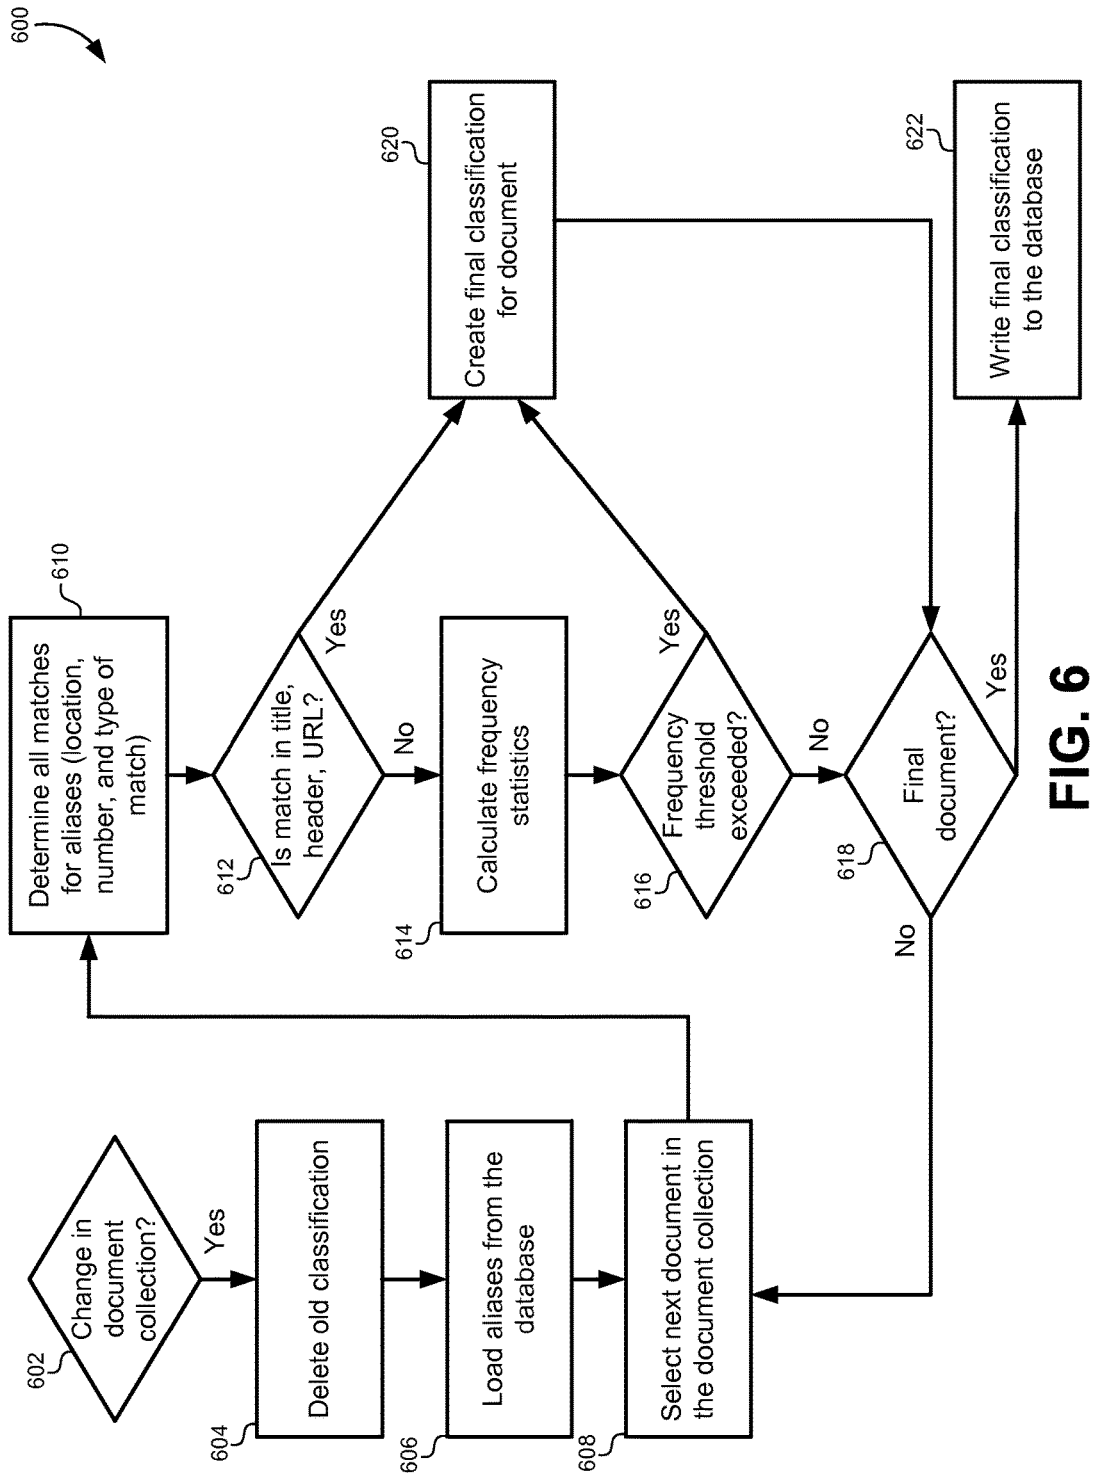 600
602
Change in
document
collection?
Yes
604
Delete old classification
606
Load aliases from the
database
608
Select next document in
the document collection
610
Determine all matches
for aliases (location,
number, and type of
match)
612
Is match in title,
header, URL?
Yes
No
614
Calculate frequency
statistics
616
Frequency
threshold
exceeded?
Yes
No
618
Final
document?
No
Yes
620
Create final classification
for document
622
Write final classification
to the database
FIG. 6